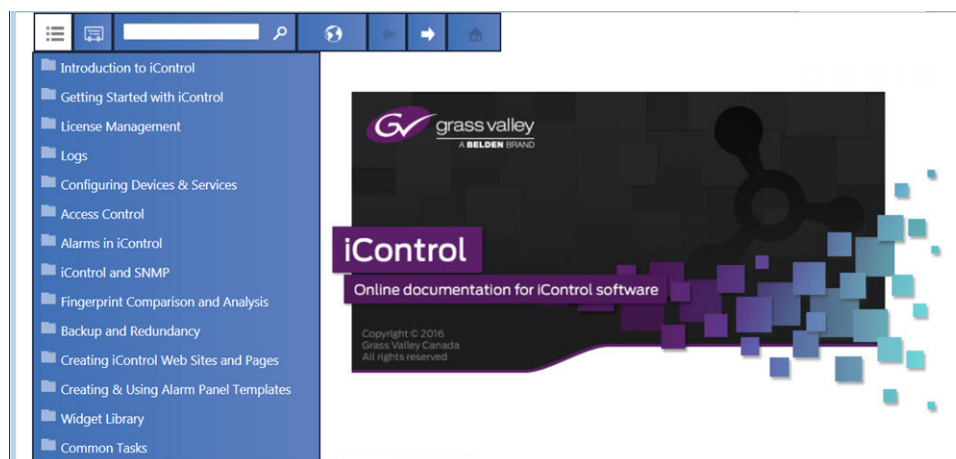 Introduction to iControl
Getting Started with iControl
License Management
Logs
Configuring Devices & Services
Access Control
Alarms in iControl
iControl and SNMP
Fingerprint Comparison and Analysis
Backup and Redundancy
Creating iControl Web Sites and Pages
Creating & Using Alarm Panel Templates
Widget Library
Common Tasks
GV
grass valley
A BELDEN BRAND
iControl
Online documentation for iControl software
Copyright © 2016
Grass Valley Canada
All rights reserved